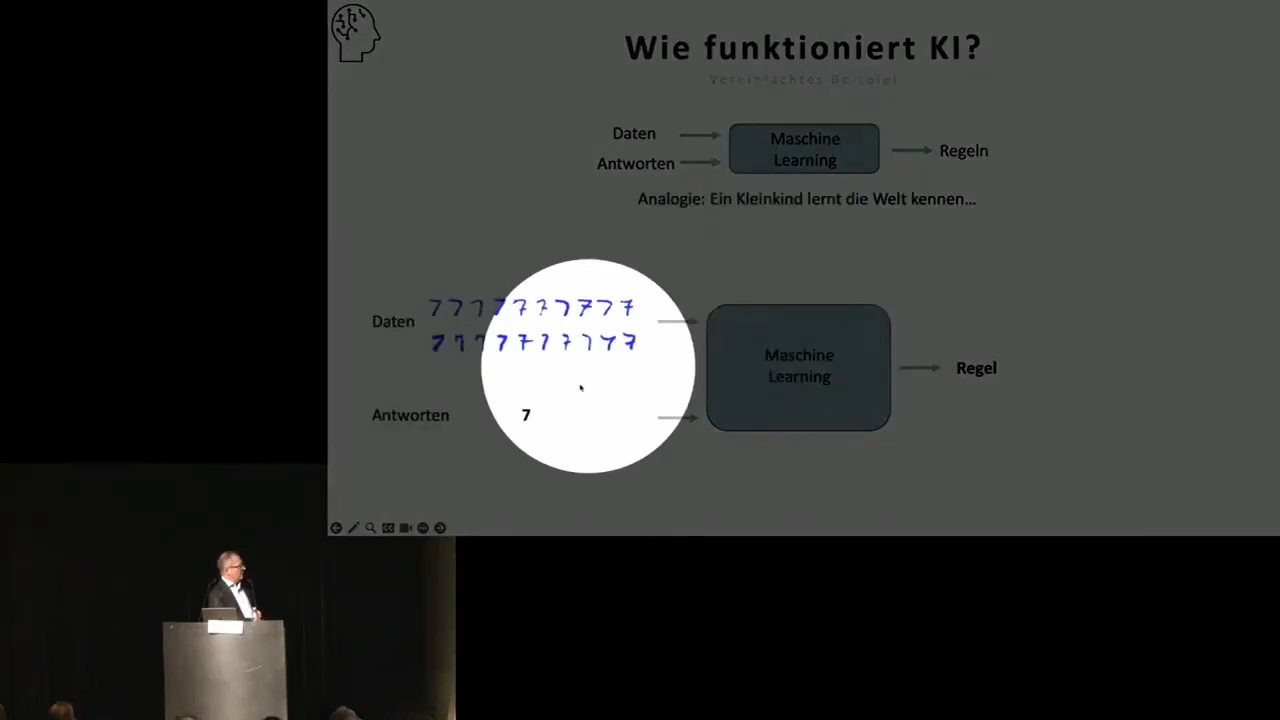 Wie funktioniert KI?
Vereinfachtes Beispiel
Daten
Antworten
Maschine
Learning
Regeln
Analogie: Ein Kleinkind lernt die Welt kennen...
Daten
7 7 7 7 7 7 7 7 7 7
7 7 7 7 7 7 7 7 7 7
Antworten
7
Maschine
Learning
Regel